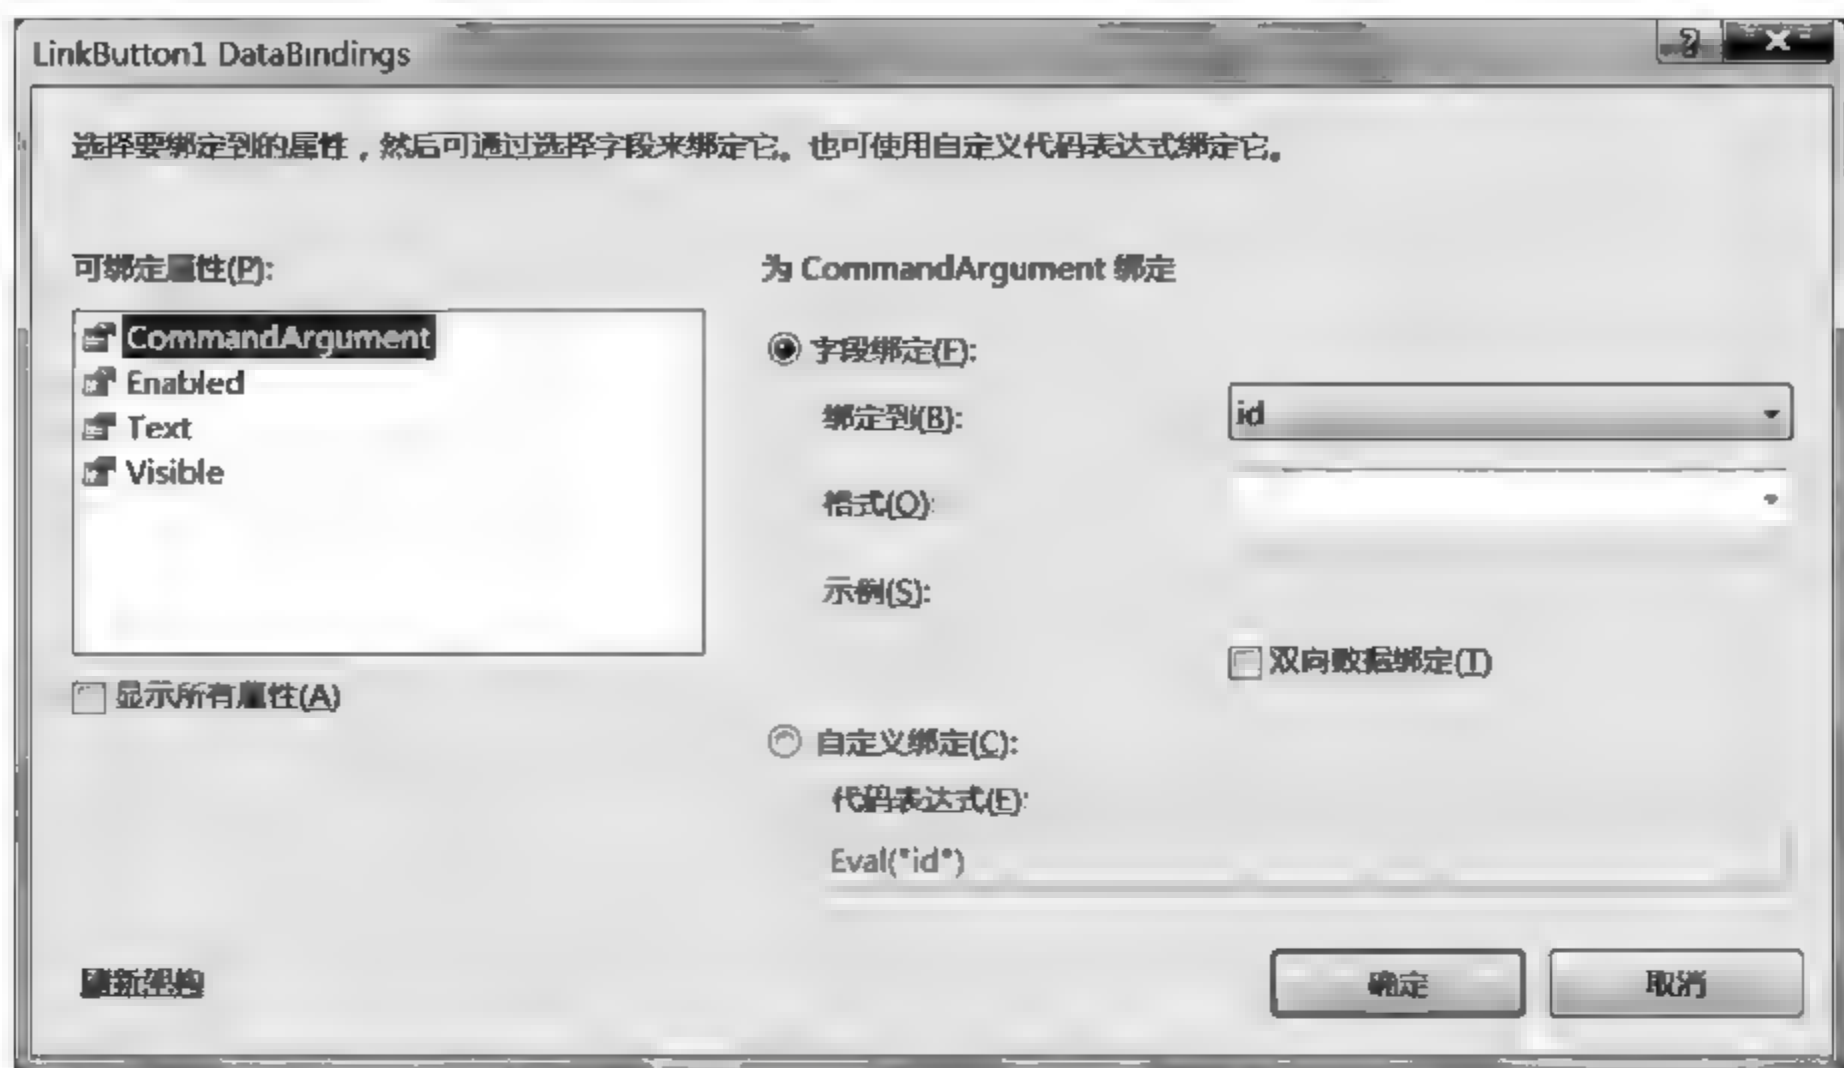 LinkButton1 DataBindings
选择要绑定到的属性，然后可通过选择字段来绑定它。也可使用自定义代码表达式绑定它。
可绑定属性(P):
CommandArgument
Enabled
Text
Visible
显示所有属性(A)
为 CommandArgument 绑定
字段绑定(F):
绑定到(B):
id
格式(O):
示例(S):
双向数据绑定(T)
自定义绑定(C):
代码表达式(E):
Eval("id")
刷新架构
确定
取消